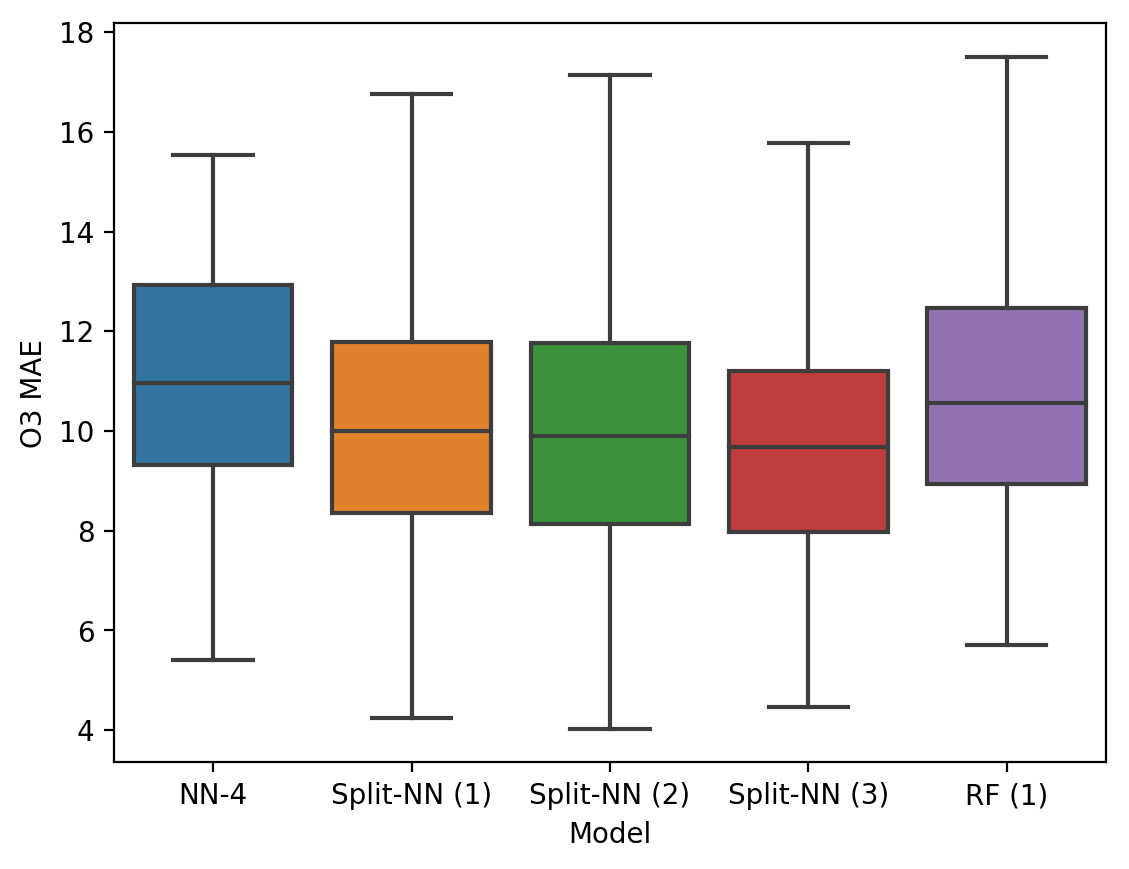 18
16
14
12
10
8
6
4
O3 MAE
NN-4 Split-NN (1) Split-NN (2) Split-NN (3) RF (1)
Model